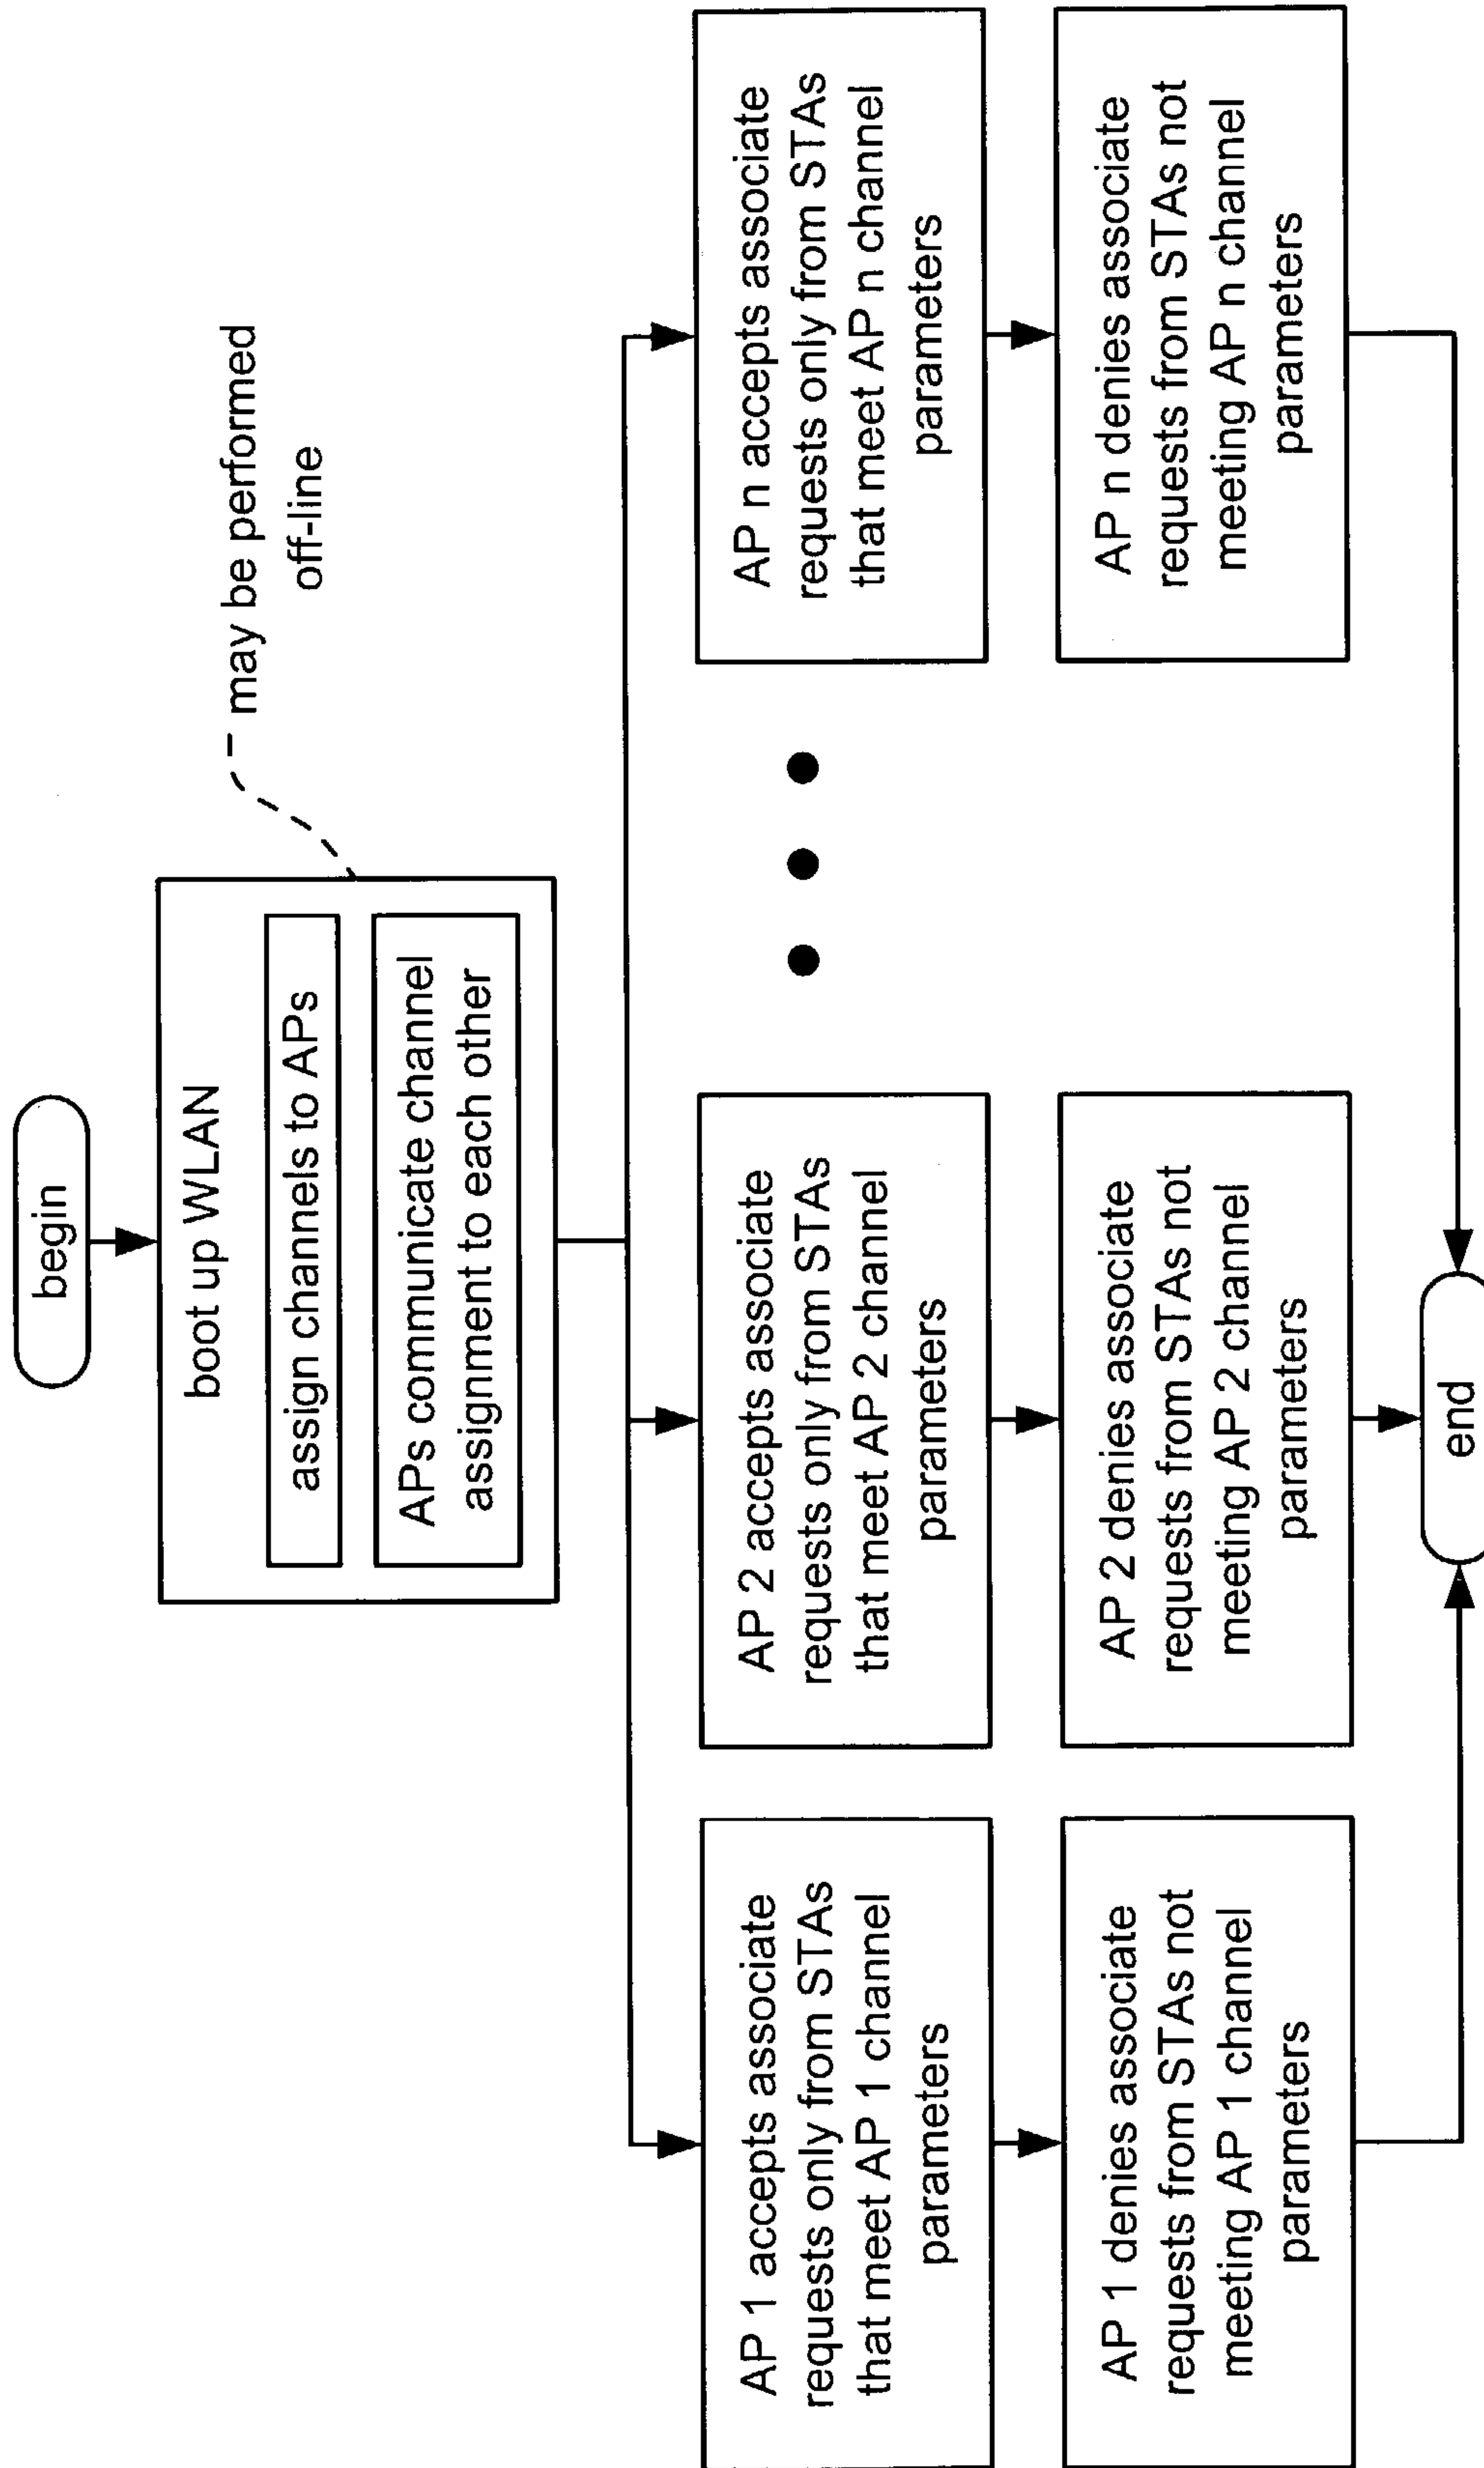 begin
boot up WLAN
assign channels to APs
APs communicate channel
assignment to each other
may be performed
off-line
AP 1 accepts associate
requests only from STAs
that meet AP 1 channel
parameters
AP 2 accepts associate
requests only from STAs
that meet AP 2 channel
parameters
AP n accepts associate
requests only from STAs
that meet AP n channel
parameters
AP 1 denies associate
requests from STAs not
meeting AP 1 channel
parameters
AP 2 denies associate
requests from STAs not
meeting AP 2 channel
parameters
AP n denies associate
requests from STAs not
meeting AP n channel
parameters
end